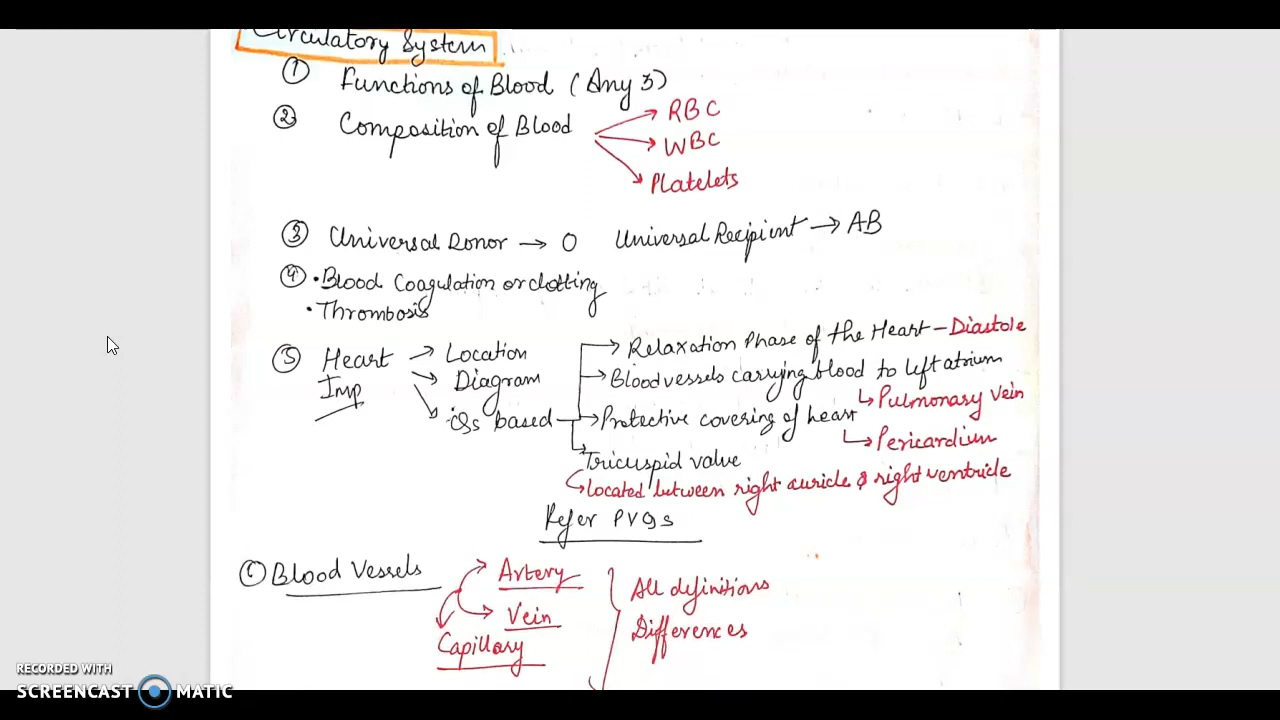 Circulatory System
① Functions of Blood (Any 3)
② Composition of Blood
RBC
WBC
Platelets
③ Universal Donor → O Universal Recipient → AB
④ • Blood Coagulation or clotting
• Thrombosis
⑤ Heart → Location
Imp
Diagram
Qs based
Relaxation Phase of the Heart – Diastole
Blood vessels carrying blood to left atrium
Pulmonary vein
Protective covering of heart
Pericardium
Tricuspid valve
Located between right auricle & right ventricle
Refer PVQs
Blood Vessels
Artery
Vein
Capillary
All definitions
Differences
RECORDED WITH
SCREENCAST MATIC